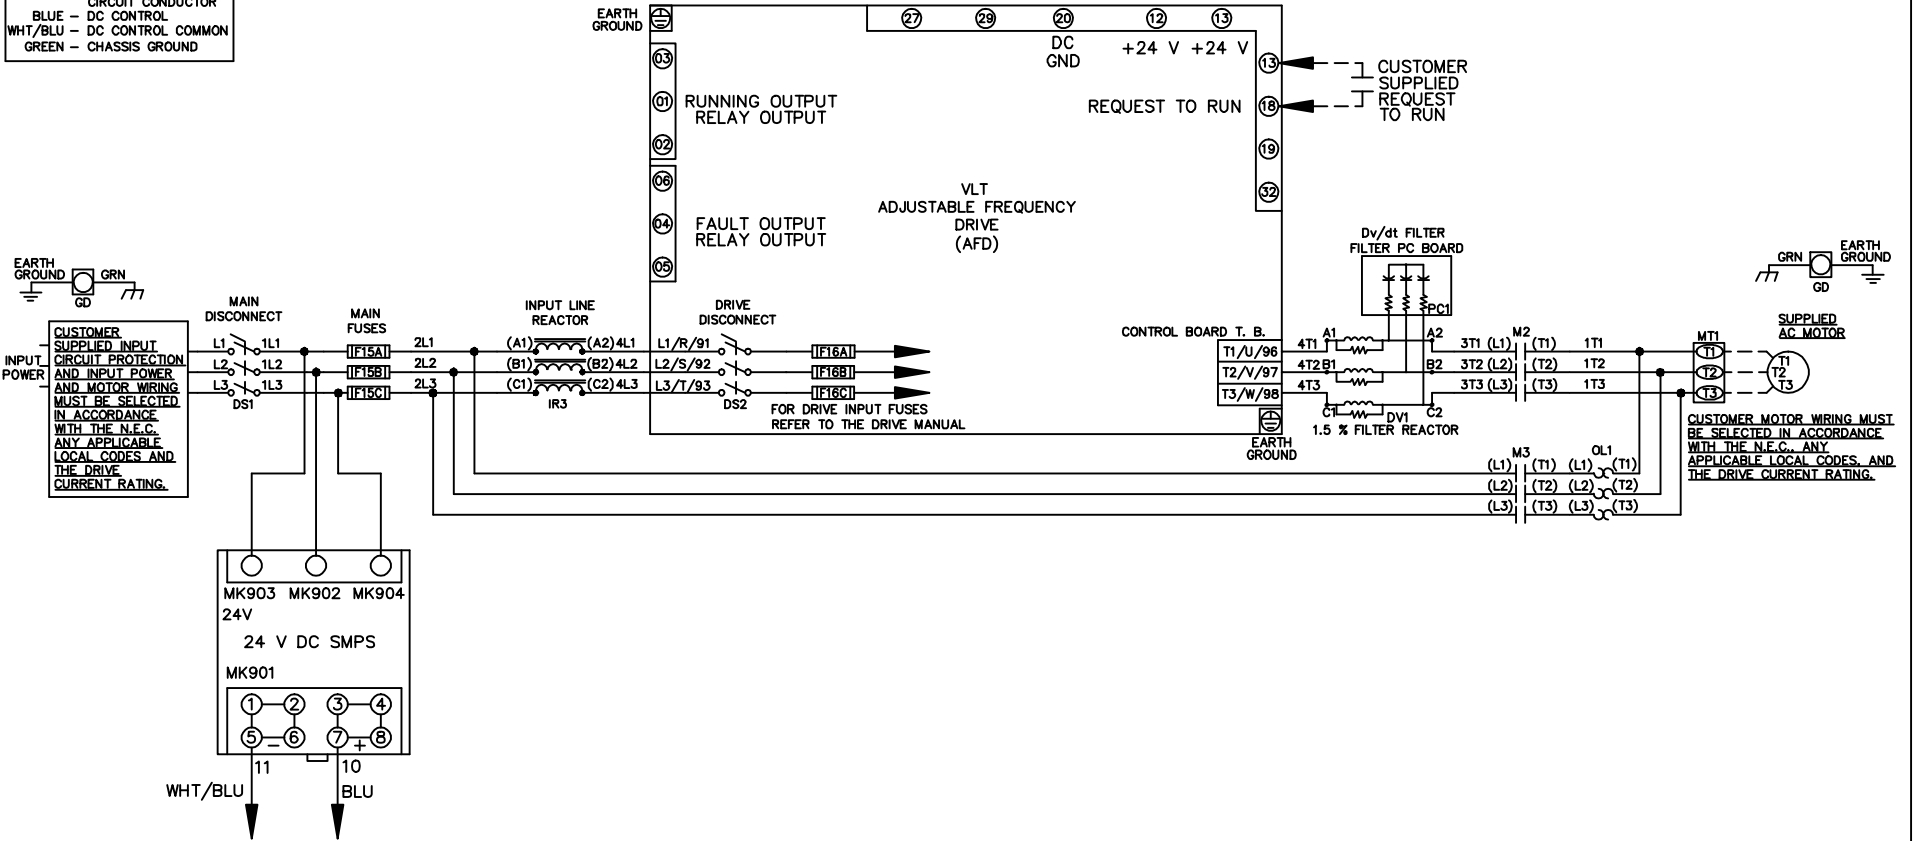 CIRCUIT CONDUCTOR
BLUE – DC CONTROL
WHT/BLU – DC CONTROL COMMON
GREEN – CHASSIS GROUND
EARTH
GROUND
27 29 20 12 13
DC
GND
+24 V +24 V
03
01
02
RUNNING OUTPUT
RELAY OUTPUT
06
04
05
FAULT OUTPUT
RELAY OUTPUT
REQUEST TO RUN
13
18
19
32
CUSTOMER
SUPPLIED
REQUEST
TO RUN
VLT
ADJUSTABLE FREQUENCY
DRIVE
(AFD)
Dv/dt FILTER
FILTER PC BOARD
PC1
EARTH
GROUND
GRN
GD
GRN
EARTH
GROUND
GD
INPUT
POWER
CUSTOMER
SUPPLIED INPUT
CIRCUIT PROTECTION
AND INPUT POWER
AND MOTOR WIRING
MUST BE SELECTED
IN ACCORDANCE
WITH THE N.E.C.
ANY APPLICABLE
LOCAL CODES AND
THE DRIVE
CURRENT RATING.
MAIN
DISCONNECT
L1 1L1
L2 1L2
L3 1L3
DS1
MAIN
FUSES
F15A
F15B
F15C
2L1
2L2
2L3
INPUT LINE
REACTOR
(A1) (A2) 4L1
(B1) (B2) 4L2
(C1) (C2) 4L3
IR3
L1/R/91
L2/S/92
L3/T/93
DRIVE
DISCONNECT
DS2
F16A
F16B
F16C
FOR DRIVE INPUT FUSES
REFER TO THE DRIVE MANUAL
CONTROL BOARD T. B.
T1/U/96
T2/V/97
T3/W/98
EARTH
GROUND
4T1 A1 A2
4T2 B1 B2
4T3 C1 C2
DV1
1.5 % FILTER REACTOR
M2
3T1 (L1) (T1) 1T1
3T2 (L2) (T2) 1T2
3T3 (L3) (T3) 1T3
MT1
T1
T2
T3
SUPPLIED
AC MOTOR
T1
T2
T3
CUSTOMER MOTOR WIRING MUST
BE SELECTED IN ACCORDANCE
WITH THE N.E.C., ANY
APPLICABLE LOCAL CODES, AND
THE DRIVE CURRENT RATING.
M3 OL1
(L1) (T1) (L1) (T1)
(L2) (T2) (L2) (T2)
(L3) (T3) (L3) (T3)
MK903 MK902 MK904
24V
24 V DC SMPS
MK901
1 2 3 4
5 – 6 7 + 8
11 10
WHT/BLU BLU